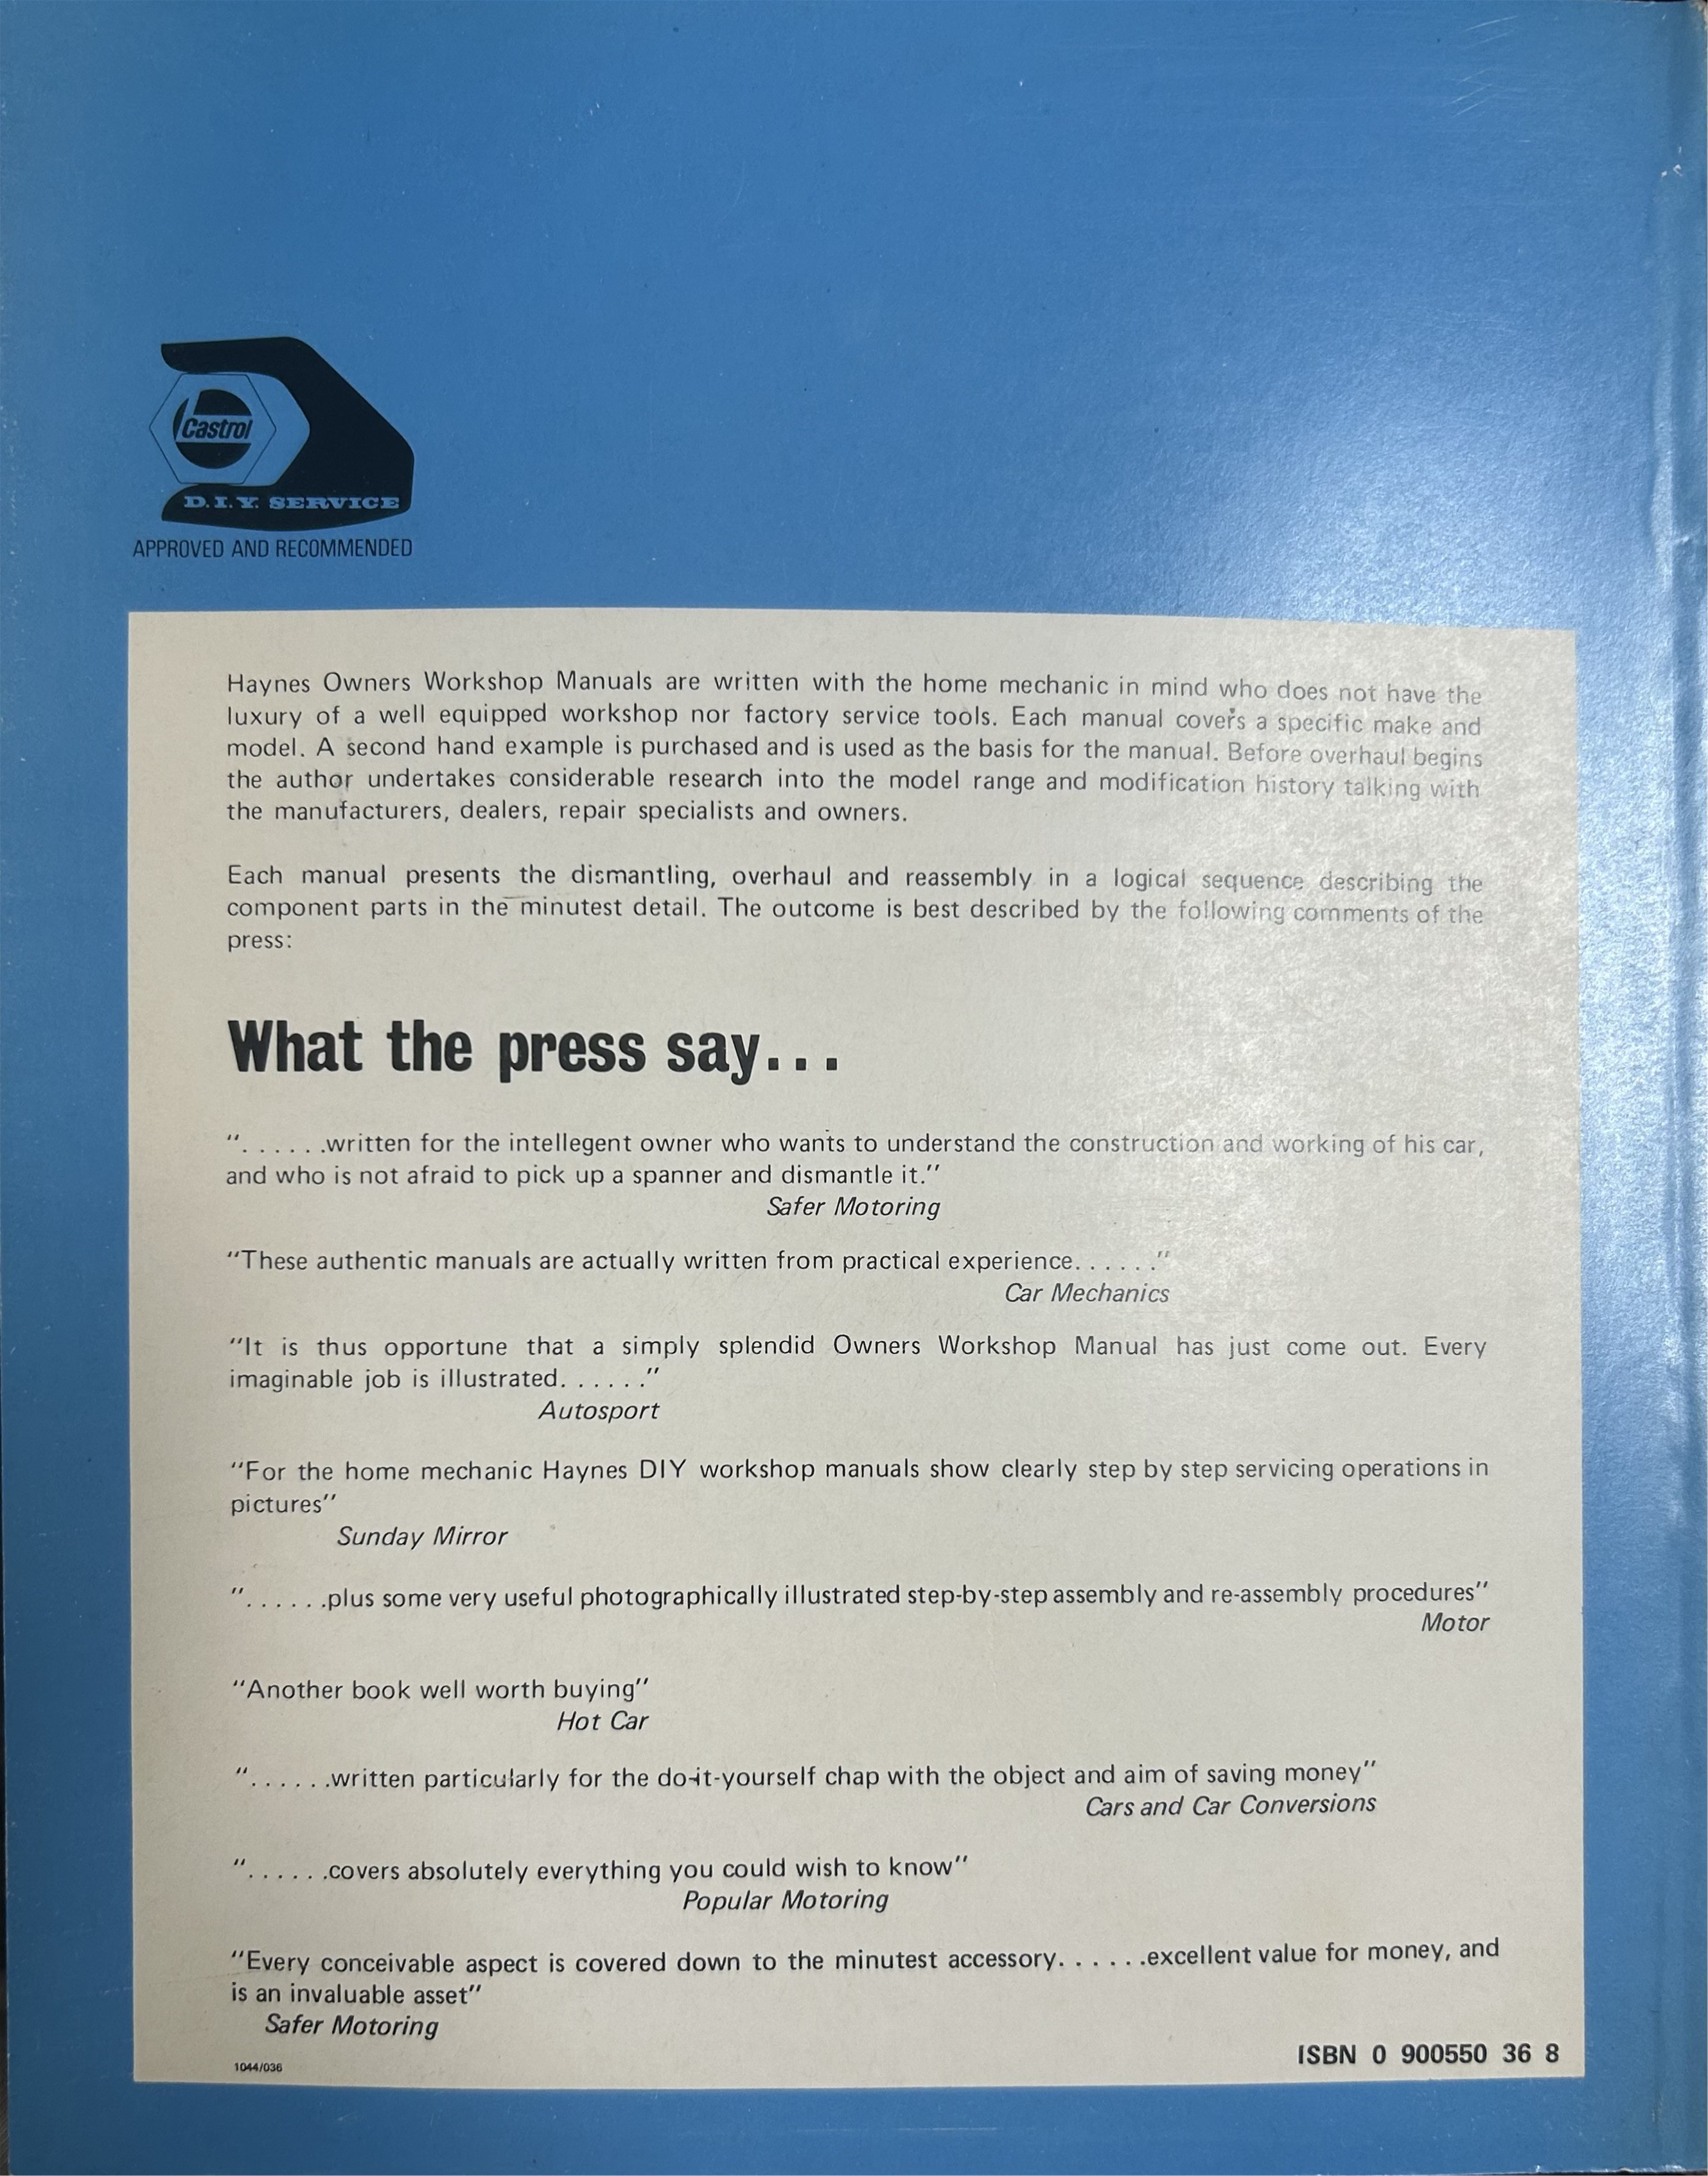 Castrol
D.I.Y. SERVICE
APPROVED AND RECOMMENDED
Haynes Owners Workshop Manuals are written with the home mechanic in mind who does not have the
luxury of a well equipped workshop nor factory service tools. Each manual covers a specific make and
model. A second hand example is purchased and is used as the basis for the manual. Before overhaul begins
the author undertakes considerable research into the model range and modification history talking with
the manufacturers, dealers, repair specialists and owners.
Each manual presents the dismantling, overhaul and reassembly in a logical sequence describing the
component parts in the minutest detail. The outcome is best described by the following comments of the
press:
What the press say...
"......written for the intellegent owner who wants to understand the construction and working of his car,
and who is not afraid to pick up a spanner and dismantle it."
Safer Motoring
"These authentic manuals are actually written from practical experience......"
Car Mechanics
"It is thus opportune that a simply splendid Owners Workshop Manual has just come out. Every
imaginable job is illustrated......"
Autosport
"For the home mechanic Haynes DIY workshop manuals show clearly step by step servicing operations in
pictures"
Sunday Mirror
"......plus some very useful photographically illustrated step-by-step assembly and re-assembly procedures"
Motor
"Another book well worth buying"
Hot Car
"......written particularly for the do-it-yourself chap with the object and aim of saving money"
Cars and Car Conversions
"......covers absolutely everything you could wish to know"
Popular Motoring
"Every conceivable aspect is covered down to the minutest accessory......excellent value for money, and
is an invaluable asset"
Safer Motoring
1044/036
ISBN 0 900550 36 8